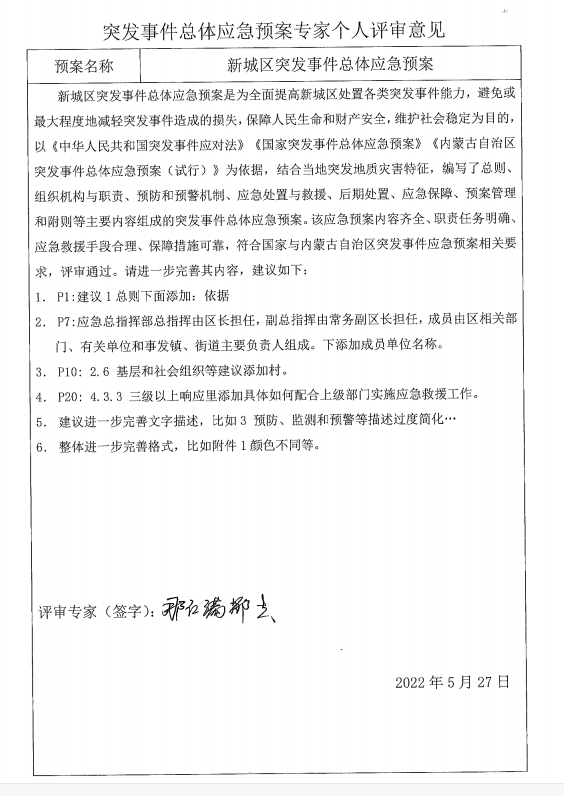 突发事件总体应急预案专家个人评审意见
预案名称 新城区突发事件总体应急预案
新城区突发事件总体应急预案是为全面提高新城区处置各类突发事件能力，避免或
最大程度地减轻突发事件造成的损失，保障人民生命和财产安全，维护社会稳定为目的，
以《中华人民共和国突发事件应对法》《国家突发事件总体应急预案》《内蒙古自治区
突发事件总体应急预案（试行）》为依据，结合当地突发地质灾害特征，编写了总则、
组织机构与职责、预防和预警机制、应急处置与救援、后期处置、应急保障、预案管理
和附则等主要内容组成的突发事件总体应急预案。该应急预案内容齐全、职责任务明确、
应急救援手段合理、保障措施可靠，符合国家与内蒙古自治区突发事件应急预案相关要
求，评审通过。请进一步完善其内容，建议如下：
1. P1:建议1总则下面添加：依据
2. P7:应急总指挥部总指挥由区长担任，副总指挥由常务副区长担任，成员由区相关部
门、有关单位和事发镇、街道主要负责人组成。下添加成员单位名称。
3. P10: 2.6 基层和社会组织等建议添加村。
4. P20: 4.3.3 三级以上响应里添加具体如何配合上级部门实施应急救援工作。
5. 建议进一步完善文字描述，比如3 预防、监测和预警等描述过度简化…
6. 整体进一步完善格式，比如附件1颜色不同等。
评审专家（签字）：那仁满都
2022年5月27日